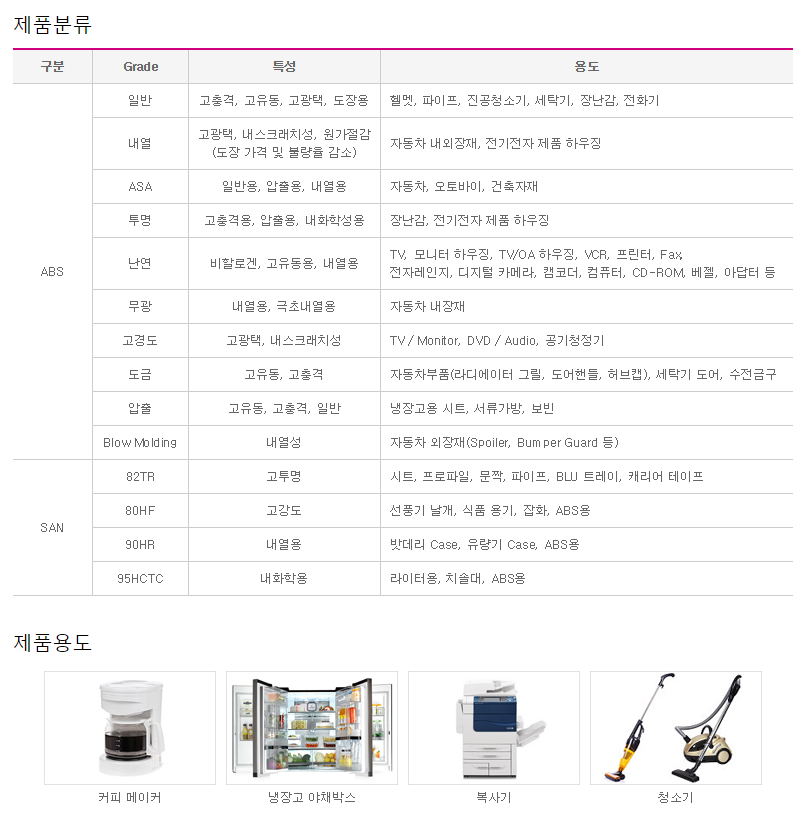 제품분류
구분 Grade 특성 용도
ABS
일반 고충격, 고유동, 고광택, 도장용 헬멧, 파이프, 진공청소기, 세탁기, 장난감, 전화기
내열 고광택, 내스크래치성, 원가절감
(도장 가격 및 불량율 감소) 자동차 내외장재, 전기전자 제품 하우징
ASA 일반용, 압출용, 내열용 자동차, 오토바이, 건축자재
투명 고충격용, 압출용, 내화학성용 장난감, 전기전자 제품 하우징
난연 비할로겐, 고유동용, 내열용 TV, 모니터 하우징, TV/OA 하우징, VCR, 프린터, Fax,
전자레인지, 디지털 카메라, 캠코더, 컴퓨터, CD-ROM, 베젤, 아답터 등
무광 내열용, 극초내열용 자동차 내장재
고경도 고광택, 내스크래치성 TV / Monitor, DVD / Audio, 공기청정기
도금 고유동, 고충격 자동차부품(라디에이터 그릴, 도어핸들, 허브캡), 세탁기 도어, 수전금구
압출 고유동, 고충격, 일반 냉장고용 시트, 서류가방, 보빈
Blow Molding 내열성 자동차 외장재(Spoiler, Bumper Guard 등)
SAN
82TR 고투명 시트, 프로파일, 문짝, 파이프, BLU 트레이, 캐리어 테이프
80HF 고강도 선풍기 날개, 식품 용기, 잡화, ABS용
90HR 내열용 밧데리 Case, 유량기 Case, ABS용
95HCTC 내화학용 라이터용, 치솔대, ABS용
제품용도
커피 메이커 냉장고 야채박스 복사기 청소기